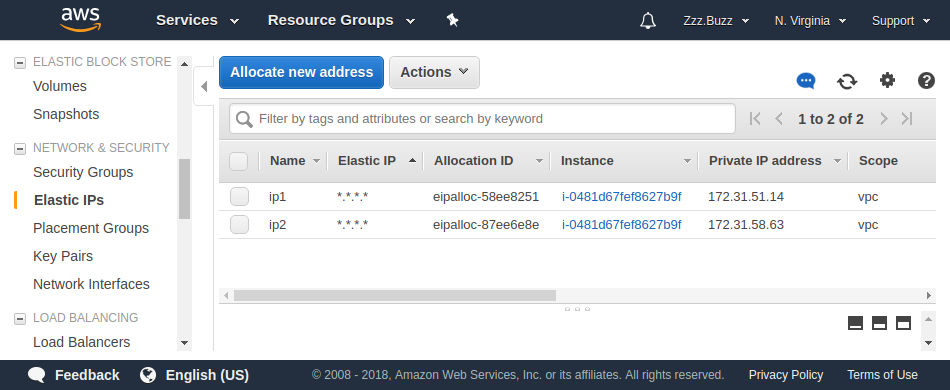 aws Services Resource Groups Zzz.Buzz N. Virginia Support
ELASTIC BLOCK STORE
Volumes
Snapshots
NETWORK & SECURITY
Security Groups
Elastic IPs
Placement Groups
Key Pairs
Network Interfaces
LOAD BALANCING
Load Balancers
Allocate new address Actions
Filter by tags and attributes or search by keyword 1 to 2 of 2
Name Elastic IP Allocation ID Instance Private IP address Scope
ip1 *.*.*.* eipalloc-58ee8251 i-0481d67fef8627b9f 172.31.51.14 vpc
ip2 *.*.*.* eipalloc-87ee6e8e i-0481d67fef8627b9f 172.31.58.63 vpc
Feedback English (US) © 2008 - 2018, Amazon Web Services, Inc. or its affiliates. All rights reserved. Privacy Policy Terms of Use